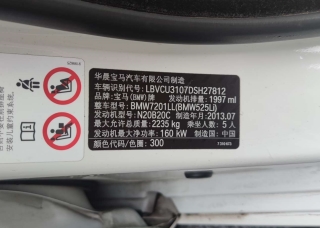 华晨宝马汽车有限公司制造
车辆识别代号: LBVCU3107DSH27812
品牌: 宝马(BMW)牌 发动机排量: 1997 ml
整车型号: BMW7201LL(BMW525Li)
发动机型号: N20B20C 制造年月: 2013.07
最大允许总质量: 2235 kg 乘坐人数: 5 人
发动机最大净功率: 160 kW 制造国: 中国
颜色代码/色圈: 300